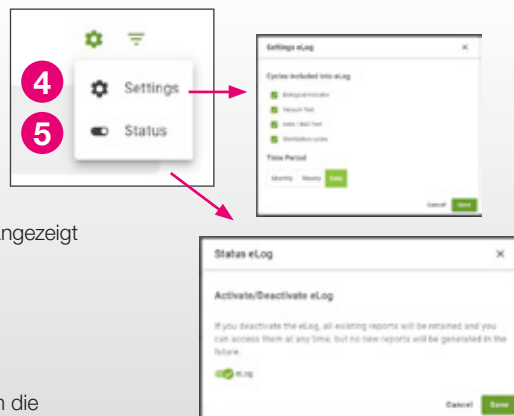 4
Settings
5
Status
Settings eLog
Cycles included into eLog
Biological Indicator
Vacuum Test
Helix / B&D Test
Sterilization cycles
Time Period
Monthly Weekly Daily
Cancel Save
ngezeigt
Status eLog
Activate/Deactivate eLog
If you deactivate the eLog, all existing reports will be retained and you
can access them at any time, but no new reports will be generated in the
future.
eLog
Cancel Save
n die